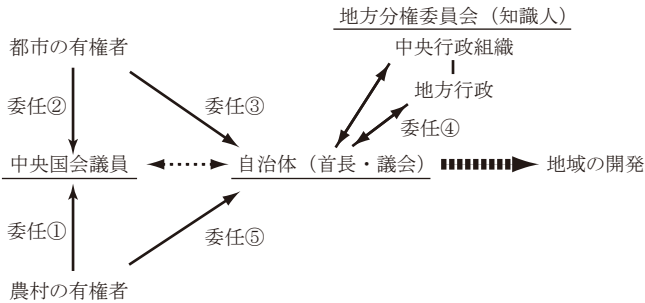 地方分権委員会（知識人）
都市の有権者
中央行政組織
地方行政
委任②
委任③
委任④
中央国会議員
自治体（首長・議会）
地域の開発
委任①
委任⑤
農村の有権者